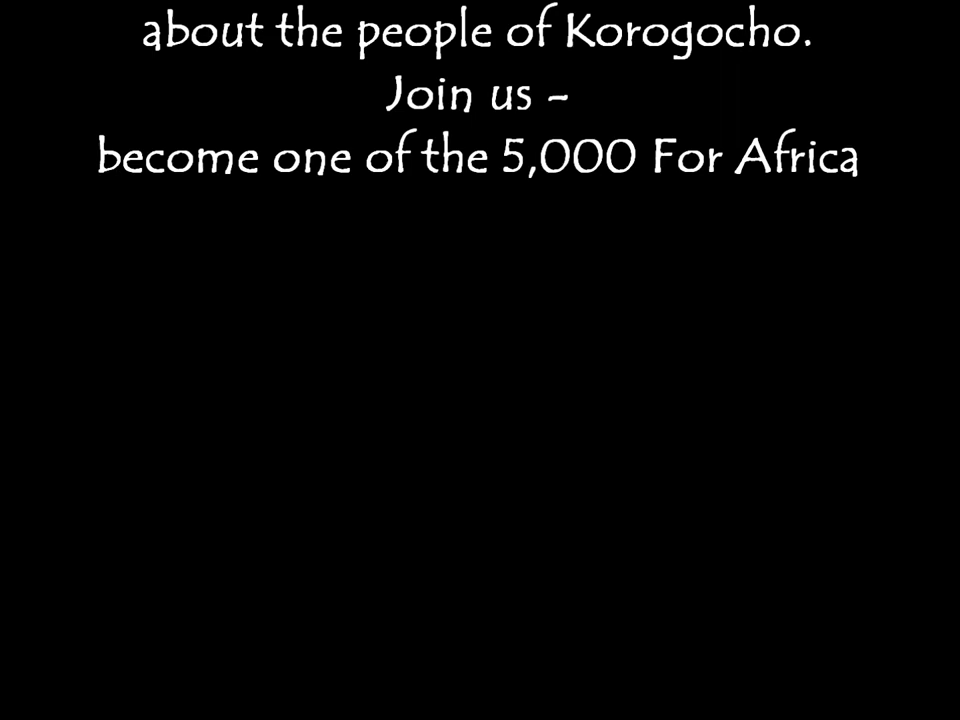 about the people of Korogocho.
Join us -
become one of the 5,000 For Africa